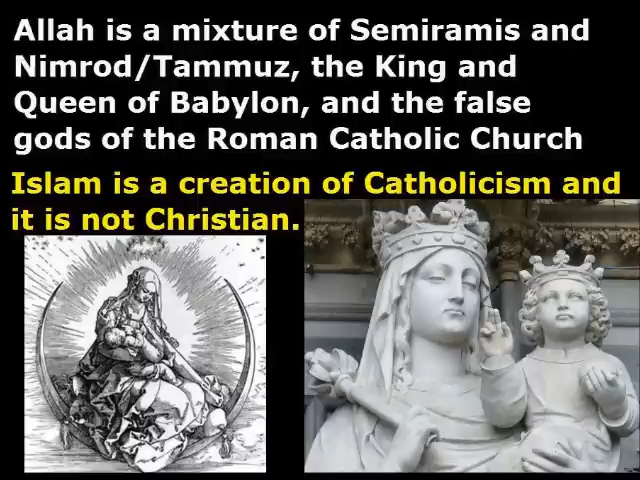 Allah is a mixture of Semiramis and
Nimrod/Tammuz, the King and
Queen of Babylon, and the false
gods of the Roman Catholic Church
Islam is a creation of Catholicism and
it is not Christian.